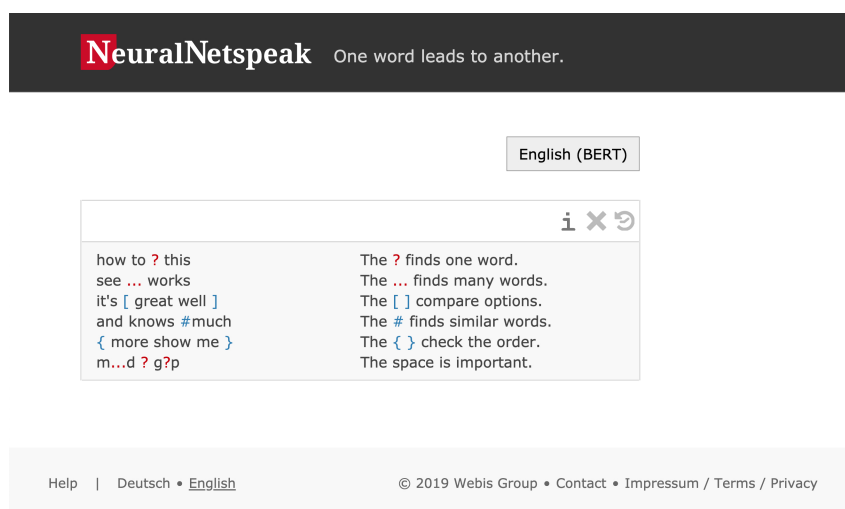 NeuralNetspeak One word leads to another.
English (BERT)
i
how to ? this The ? finds one word.
see ... works The ... finds many words.
it's [ great well ] The [ ] compare options.
and knows #much The # finds similar words.
{ more show me } The { } check the order.
m...d ? g?p The space is important.
Help | Deutsch • English © 2019 Webis Group • Contact • Impressum / Terms / Privacy